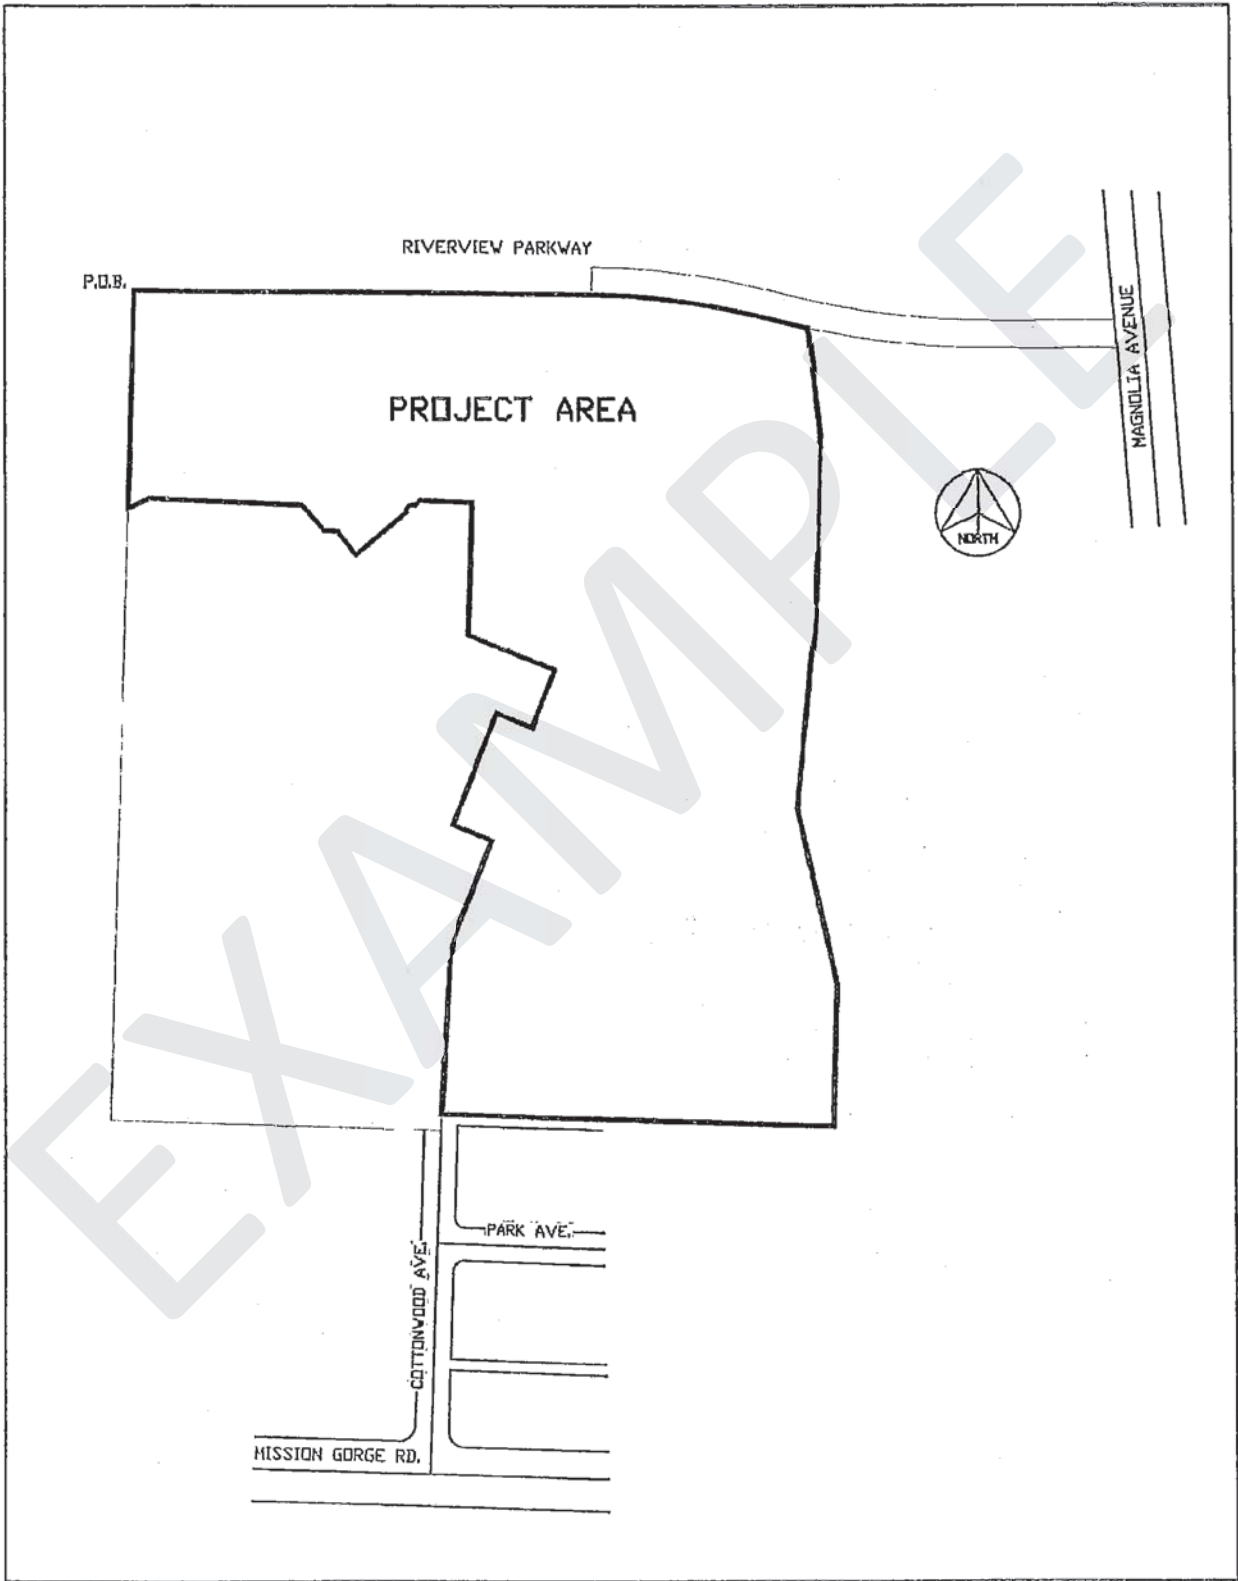 RIVERVIEW PARKWAY
P.O.B.
MAGNOLIA AVENUE
PROJECT AREA
NORTH
EXAMPLE
PARK AVE.
COTTONWOOD AVE.
MISSION GORGE RD.